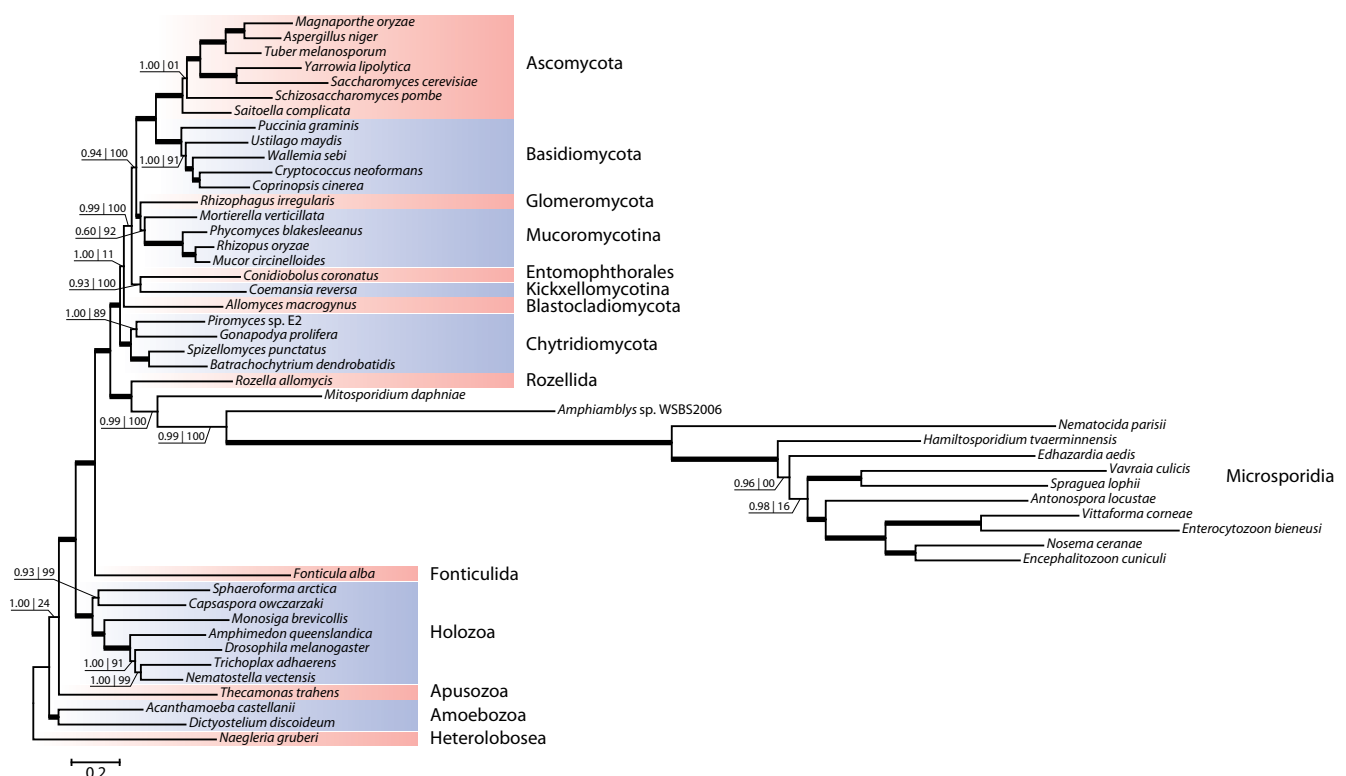 Magnaporthe oryzae
Aspergillus niger
Tuber melanosporum
Yarrowia lipolytica
Saccharomyces cerevisiae
Schizosaccharomyces pombe
Saitoella complicata
Ascomycota
1.00 | 01
Puccinia graminis
Ustilago maydis
Wallemia sebi
Cryptococcus neoformans
Coprinopsis cinerea
Basidiomycota
0.94 | 100
1.00 | 91
Rhizophagus irregularis
Glomeromycota
0.99 | 100
Mortierella verticillata
Phycomyces blakesleeanus
Rhizopus oryzae
Mucor circinelloides
Mucoromycotina
0.60 | 92
1.00 | 11
Conidiobolus coronatus
Entomophthorales
0.93 | 100
Coemansia reversa
Kickxellomycotina
Allomyces macrogynus
Blastocladiomycota
1.00 | 89
Piromyces sp. E2
Gonapodya prolifera
Spizellomyces punctatus
Batrachochytrium dendrobatidis
Chytridiomycota
Rozella allomycis
Rozellida
Mitosporidium daphniae
0.99 | 100
Amphiamblys sp. WSBS2006
0.99 | 100
Nematocida parisii
Hamiltosporidium tvaerminnensis
Edhazardia aedis
Vavraia culicis
Spraguea lophii
Antonospora locustae
Vittaforma corneae
Enterocytozoon bieneusi
Nosema ceranae
Encephalitozoon cuniculi
Microsporidia
0.96 | 00
0.98 | 16
Fonticula alba
Fonticulida
0.93 | 99
Sphaeroforma arctica
Capsaspora owczarzaki
Monosiga brevicollis
Amphimedon queenslandica
Drosophila melanogaster
Trichoplax adhaerens
Nematostella vectensis
Holozoa
1.00 | 24
1.00 | 91
1.00 | 99
Thecamonas trahens
Apusozoa
Acanthamoeba castellanii
Dictyostelium discoideum
Amoebozoa
Naegleria gruberi
Heterolobosea
0.2